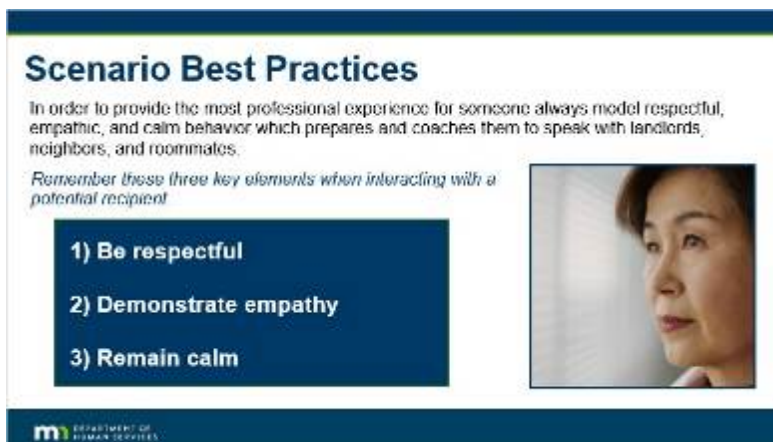 Scenario Best Practices
In order to provide the most professional experience for someone always model respectful,
empathic, and calm behavior which prepares and coaches them to speak with landlords,
neighbors, and roommates.
Remember these three key elements when interacting with a
potential recipient
1) Be respectful
2) Demonstrate empathy
3) Remain calm
mn DEPARTMENT OF
HUMAN SERVICES